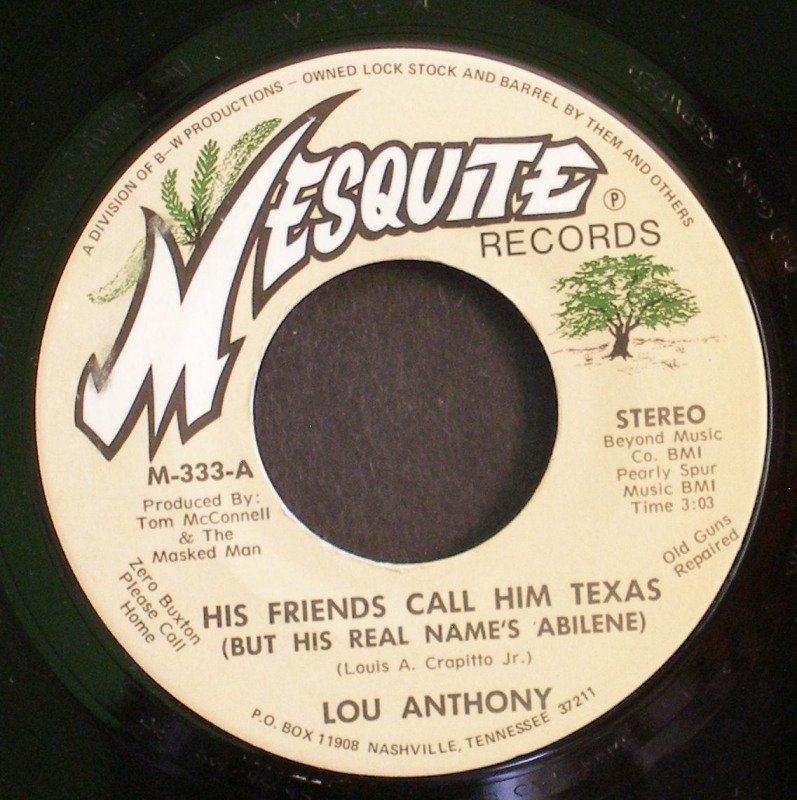 A DIVISION OF B-W PRODUCTIONS - OWNED LOCK STOCK AND BARREL BY THEM AND OTHERS
MESQUITE
RECORDS
Ⓟ
STEREO
Beyond Music
Co. BMI
Pearly Spur
Music BMI
Time 3:03
M-333-A
Produced By:
Tom McConnell
& The
Masked Man
Old Guns
Repaired
Zero Buxton
Please Call
Home
HIS FRIENDS CALL HIM TEXAS
(BUT HIS REAL NAME'S ABILENE)
(Louis A. Crapitto Jr.)
LOU ANTHONY
P.O. BOX 11908 NASHVILLE, TENNESSEE 37211